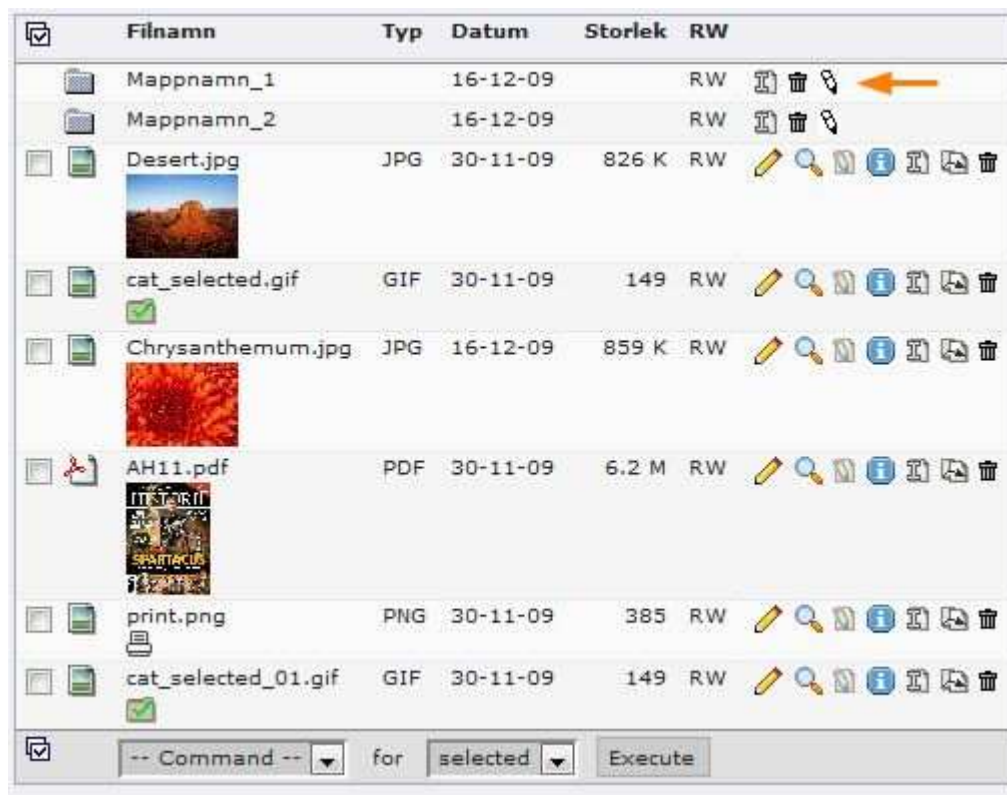 Filnamn Typ Datum Storlek RW
Mappnamn_1 16-12-09 RW
Mappnamn_2 16-12-09 RW
Desert.jpg JPG 30-11-09 826 K RW
cat_selected.gif GIF 30-11-09 149 RW
Chrysanthemum.jpg JPG 16-12-09 859 K RW
AH11.pdf PDF 30-11-09 6.2 M RW
SPARTACUS
print.png PNG 30-11-09 385 RW
cat_selected_01.gif GIF 30-11-09 149 RW
-- Command -- for selected Execute